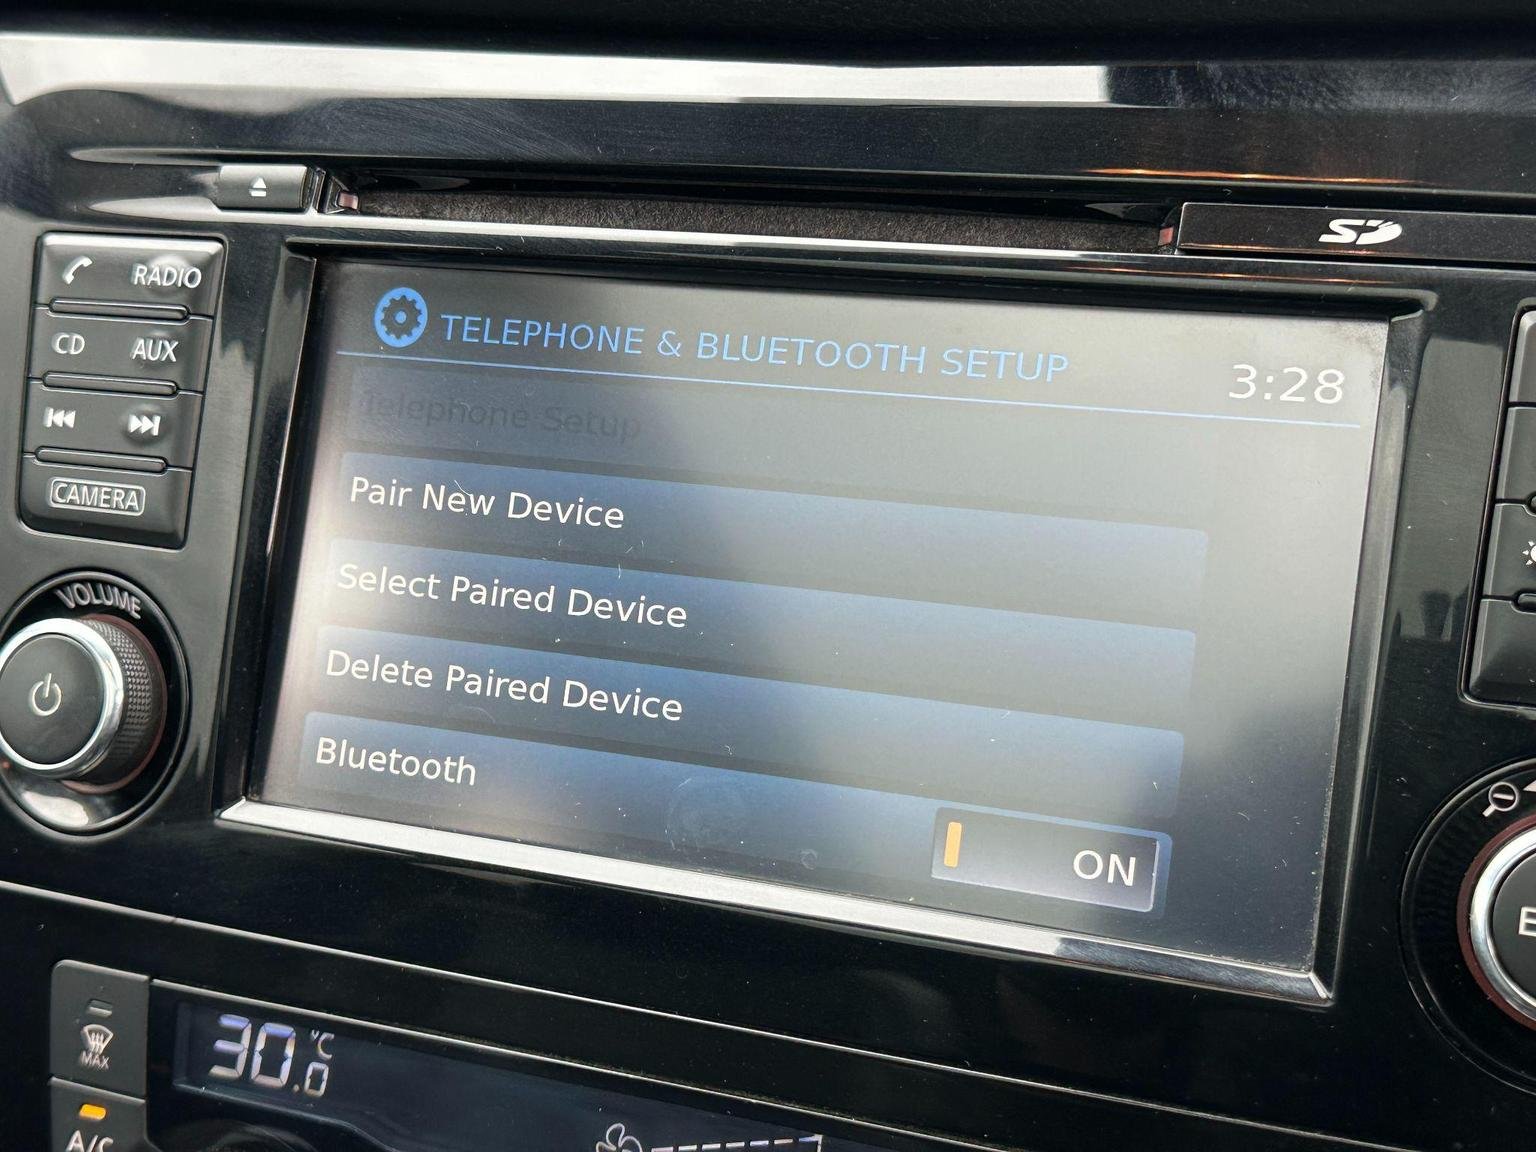 RADIO
CD AUX
CAMERA
VOLUME
SD
TELEPHONE & BLUETOOTH SETUP
3:28
Telephone Setup
Pair New Device
Select Paired Device
Delete Paired Device
Bluetooth
ON
MAX
30.0 °C
A/C